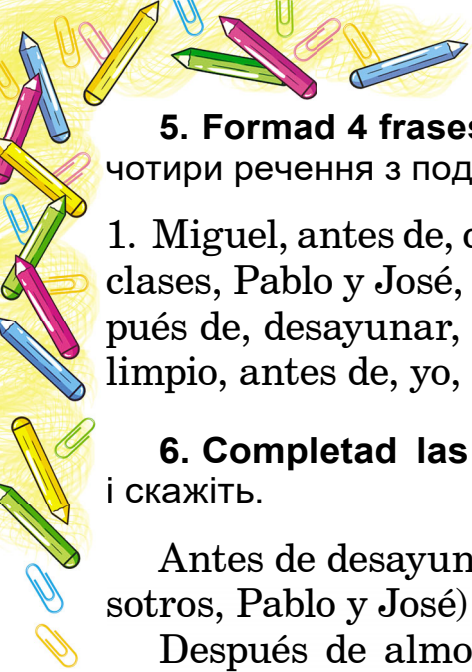 5. Formad 4 frases
чотири речення з под
1. Miguel, antes de,
clases, Pablo y José,
pués de, desayunar,
limpio, antes de, yo,
6. Completad las
і скажіть.
Antes de desayun
sotros, Pablo y José)
Después de almo